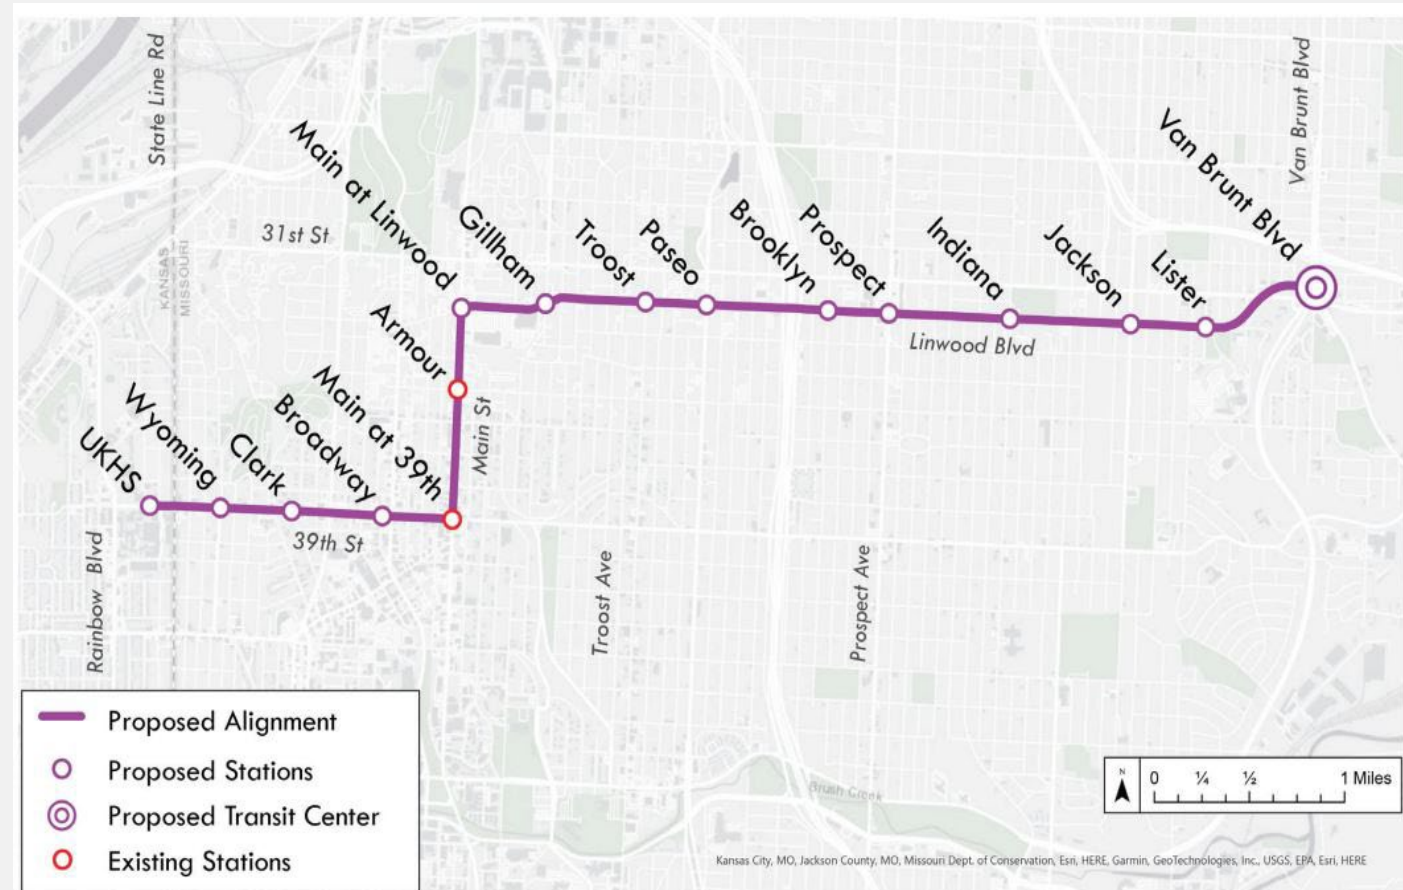 State Line Rd
Van Brunt Blvd
Van Brunt Blvd
Main at Linwood
31st St
KANSAS
MISSOURI
Gillham
Troost
Paseo
Brooklyn
Prospect
Indiana
Jackson
Lister
Armour
Linwood Blvd
Main at 39th
Broadway
Clark
Wyoming
UKHS
Main St
39th St
Rainbow Blvd
Troost Ave
Prospect Ave
Proposed Alignment
Proposed Stations
Proposed Transit Center
Existing Stations
N
0 ¼ ½ 1 Miles
Brush Creek
Kansas City, MO, Jackson County, MO, Missouri Dept. of Conservation, Esri, HERE, Garmin, GeoTechnologies, Inc., USGS, EPA, Esri, HERE